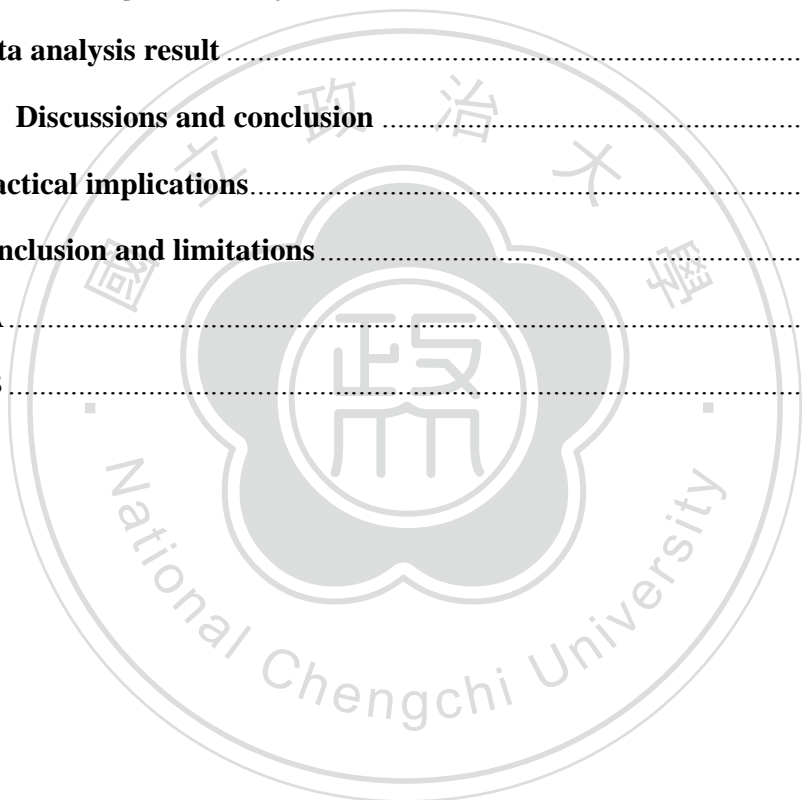 ta analysis result
Discussions and conclusion
actical implications
nclusion and limitations
國立政治大學
National Chengchi University